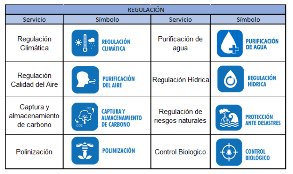 REGULACIÓN
Servicio Símbolo Servicio Símbolo
Regulación
Climática
REGULACIÓN
CLIMÁTICA
Purificación de
agua
PURIFICACIÓN
DE AGUA
Regulación
Calidad del Aire
PURIFICACIÓN
DEL AIRE
Regulación Hídrica
REGULACIÓN
HÍDRICA
Captura y
almacenamiento
de carbono
CAPTURA Y
ALMACENAMIENTO
DE CARBONO
Regulación de
riesgos naturales
PROTECCIÓN
ANTE DESASTRES
Polinización
POLINIZACIÓN
Control Biologico
CONTROL
BIOLÓGICO